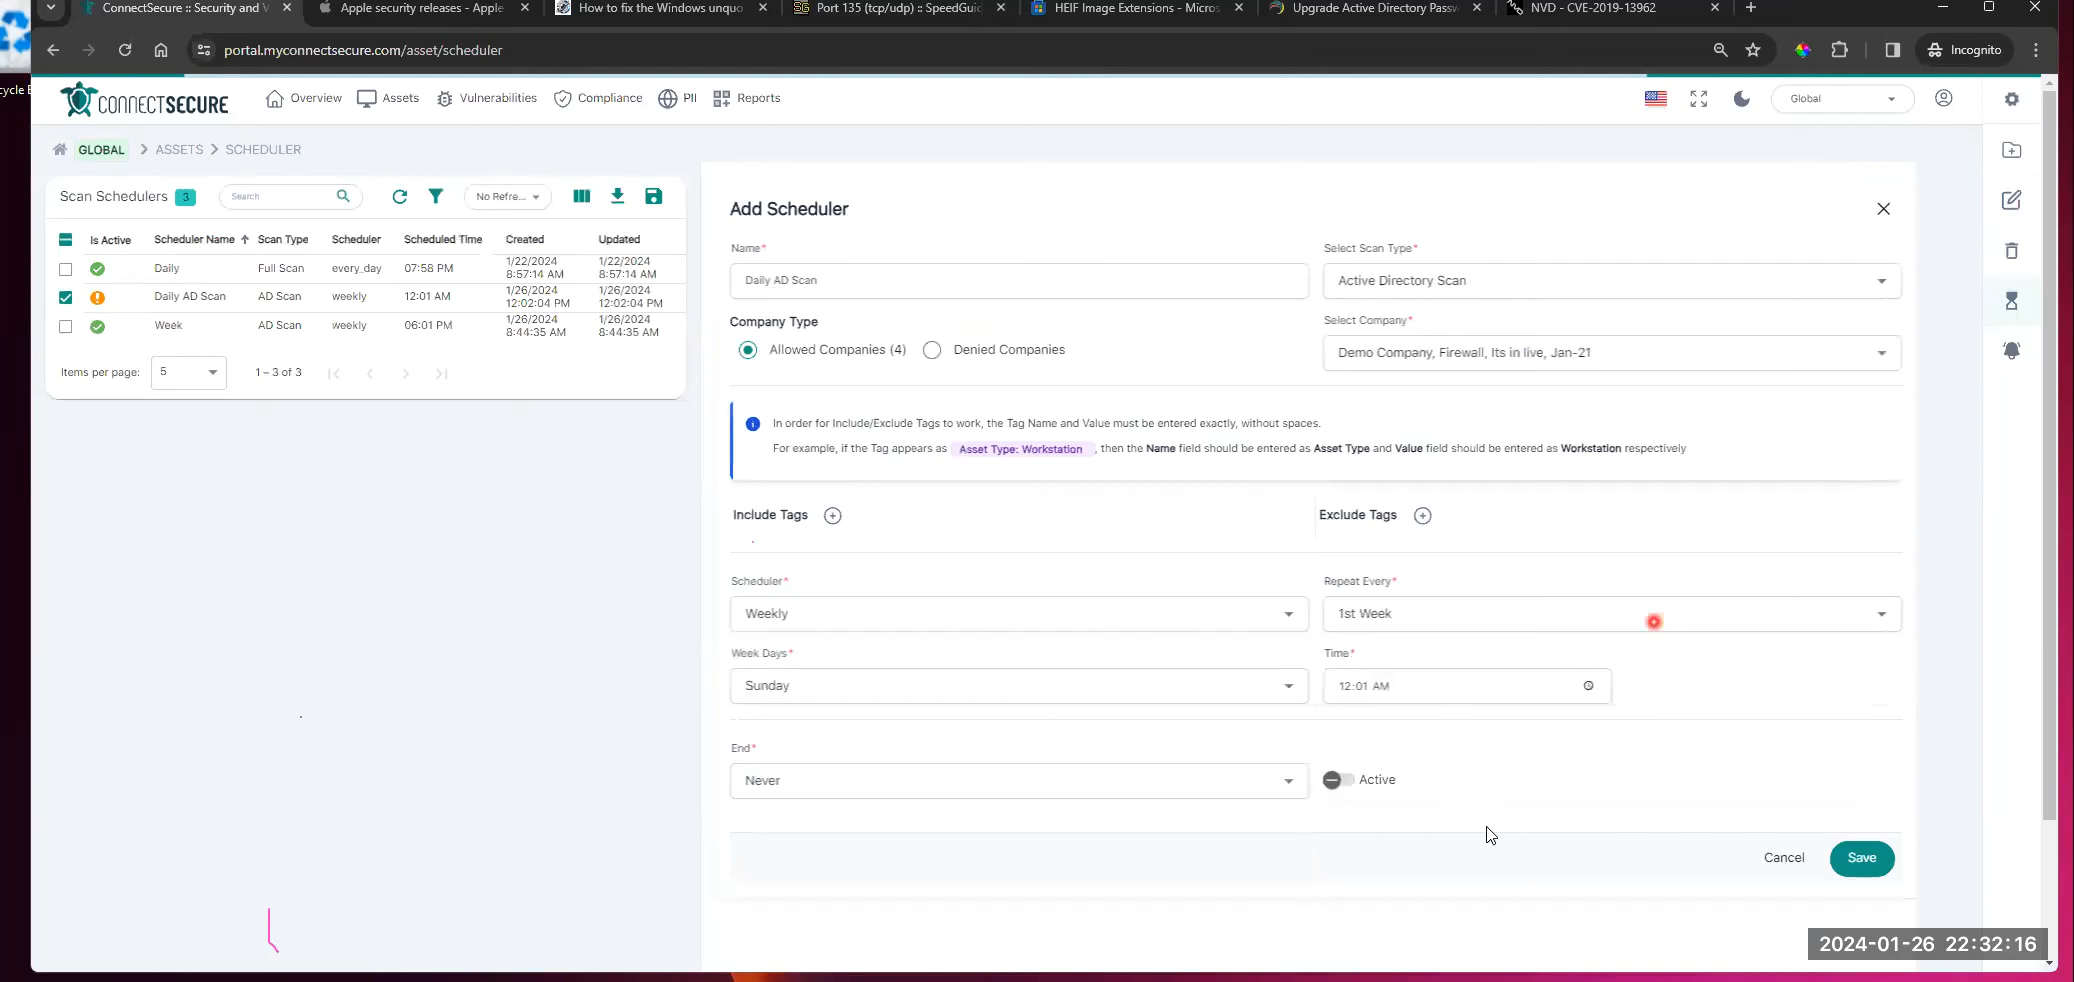 ConnectSecure :: Security and V
Apple security releases - Apple
How to fix the Windows unquo
Port 135 (tcp/udp) :: SpeedGuid
HEIF Image Extensions - Micros
Upgrade Active Directory Passw
NVD - CVE-2019-13962
portal.myconnectsecure.com/asset/scheduler
Incognito
cycle B
CONNECTSECURE
Overview
Assets
Vulnerabilities
Compliance
PII
Reports
Global
GLOBAL > ASSETS > SCHEDULER
Scan Schedulers 3
Search
No Refre...
Is Active Scheduler Name Scan Type Scheduler Scheduled Time Created Updated
Daily Full Scan every_day 07:58 PM 1/22/2024 8:57:14 AM 1/22/2024 8:57:14 AM
Daily AD Scan AD Scan weekly 12:01 AM 1/26/2024 12:02:04 PM 1/26/2024 12:02:04 PM
Week AD Scan weekly 06:01 PM 1/26/2024 8:44:35 AM 1/26/2024 8:44:35 AM
Items per page: 5 1 – 3 of 3
Add Scheduler
Name*
Daily AD Scan
Select Scan Type*
Active Directory Scan
Company Type
Allowed Companies (4) Denied Companies
Select Company*
Demo Company, Firewall, Its in live, Jan-21
In order for Include/Exclude Tags to work, the Tag Name and Value must be entered exactly, without spaces.
For example, if the Tag appears as Asset Type: Workstation , then the Name field should be entered as Asset Type and Value field should be entered as Workstation respectively
Include Tags
Exclude Tags
Scheduler*
Weekly
Repeat Every*
1st Week
Week Days*
Sunday
Time*
12:01 AM
End*
Never
Active
Cancel
Save
2024-01-26 22:32:16